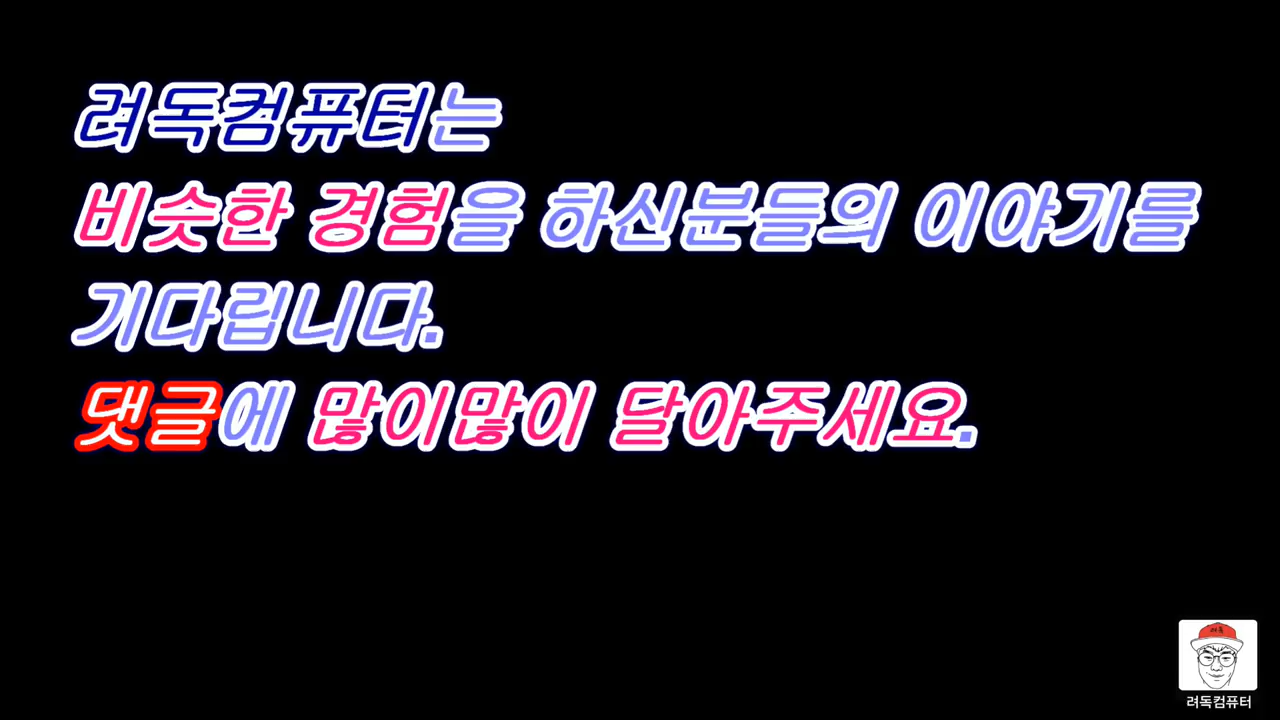 려독컴퓨터는
비슷한 경험을 하신분들의 이야기를
기다립니다.
댓글에 많이많이 달아주세요.
려독
려독컴퓨터